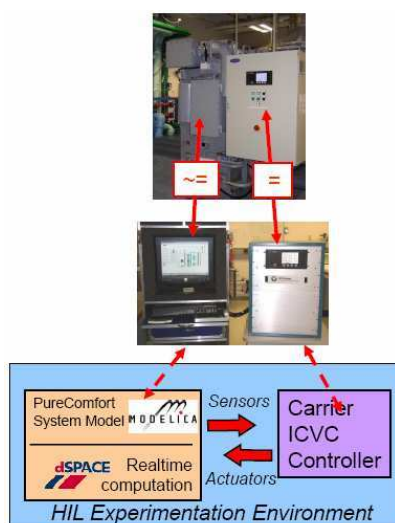 ~=
=
PureComfort
System Model
MODELICA
Sensors
Carrier
ICVC
Controller
dSPACE
Realtime
computation
Actuators
HIL Experimentation Environment